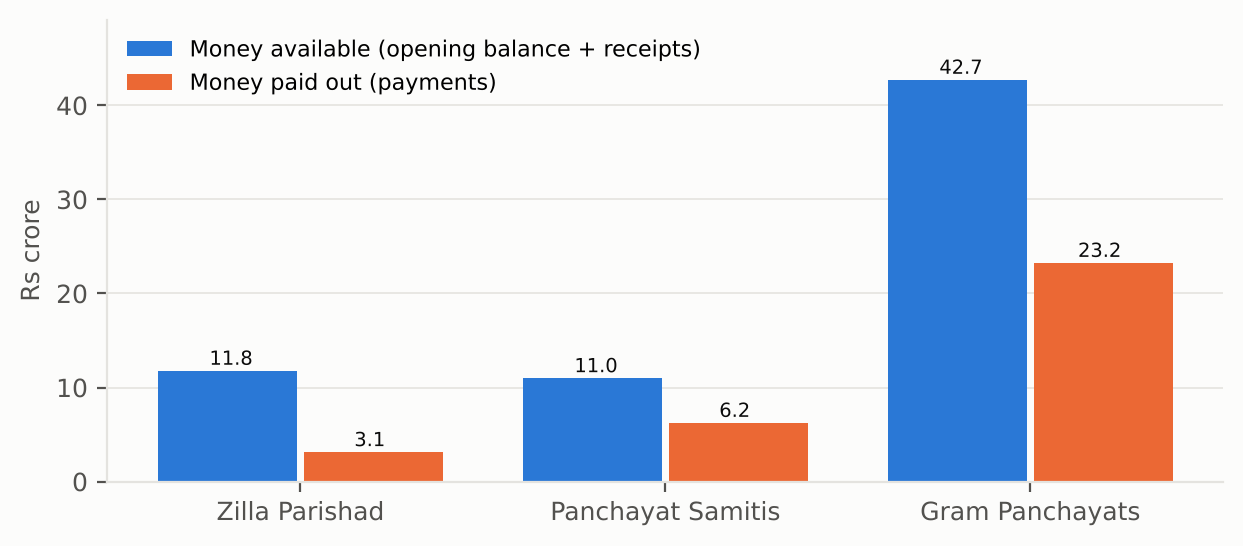 Money available (opening balance + receipts)
Money paid out (payments)
Rs crore
40
30
20
10
0
11.8
3.1
11.0
6.2
42.7
23.2
Zilla Parishad
Panchayat Samitis
Gram Panchayats